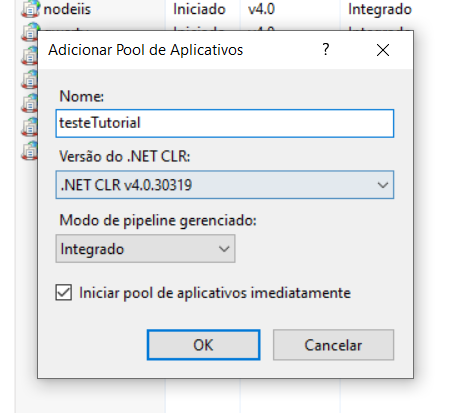 nodeiis Iniciado v4.0 Integrado
Adicionar Pool de Aplicativos ?
Nome:
testeTutorial
Versão do .NET CLR:
.NET CLR v4.0.30319
Modo de pipeline gerenciado:
Integrado
Iniciar pool de aplicativos imediatamente
OK Cancelar